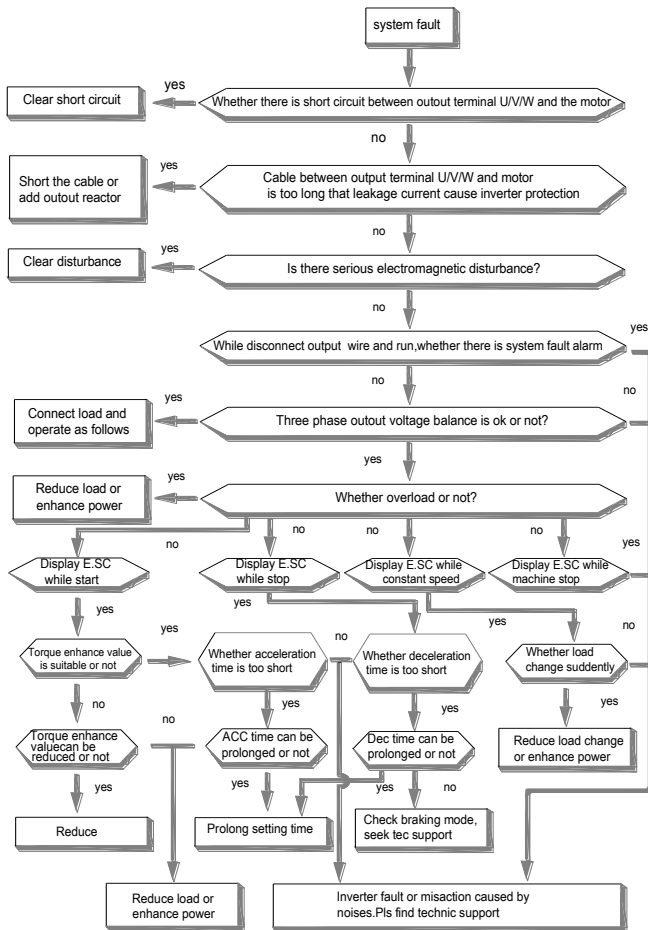 system fault
yes
Clear short circuit
Whether there is short circuit between outout terminal U/V/W and the motor
no
yes
Short the cable or
add outout reactor
Cable between output terminal U/V/W and motor
is too long that leakage current cause inverter protection
no
yes
Clear disturbance
Is there serious electromagnetic disturbance?
no
yes
While disconnect output wire and run,whether there is system fault alarm
no
no
yes
Connect load and
operate as follows
Three phase outout voltage balance is ok or not?
yes
yes
Reduce load or
enhance power
Whether overload or not?
no
no
no
no
yes
Display E.SC
while start
Display E.SC
while stop
Display E.SC while
constant speed
Display E.SC while
machine stop
yes
yes
yes
yes
no
no
Torque enhance value
is suitable or not
Whether acceleration
time is too short
Whether deceleration
time is too short
Whether load
change suddently
no
yes
yes
yes
no
Torque enhance
valuecan be
reduced or not
ACC time can be
prolonged or not
Dec time can be
prolonged or not
Reduce load change
or enhance power
yes
yes
yes
no
Reduce
Prolong setting time
Check braking mode,
seek tec support
Reduce load or
enhance power
Inverter fault or misaction caused by
noises.Pls find technic support